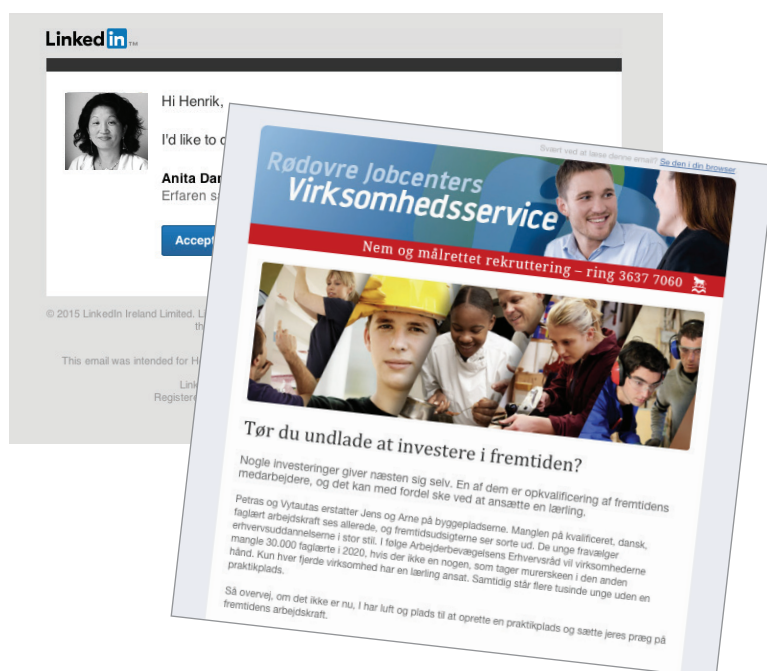 Linked in ™
Hi Henrik,
I'd like to
Anita
Erfaren
Accept
© 2015 LinkedIn Ireland Limited.
This email was intended for
Svært ved at læse denne email? Se den i din browser
Rødovre Jobcenters
Virksomhedsservice
Nem og målrettet rekruttering – ring 3637 7060
Tør du undlade at investere i fremtiden?
Nogle investeringer giver næsten sig selv. En af dem er opkvalificering af fremtidens
medarbejdere, og det kan med fordel ske ved at ansætte en lærling.
Petras og Vytautas erstatter Jens og Arne på byggepladserne. Manglen på kvalificeret, dansk,
faglært arbejdskraft ses allerede, og fremtidsudsigterne ser sorte ud. De unge fravælger
erhvervsuddannelserne i stor stil. I følge Arbejderbevægelsens Erhvervsråd vil virksomhederne
mangle 30.000 faglærte i 2020, hvis der ikke en nogen, som tager murerskeen i den anden
hånd. Kun hver fjerde virksomhed har en lærling ansat. Samtidig står flere tusinde unge uden en
praktikplads.
Så overvej, om det ikke er nu, I har luft og plads til at oprette en praktikplads og sætte jeres præg på
fremtidens arbejdskraft.